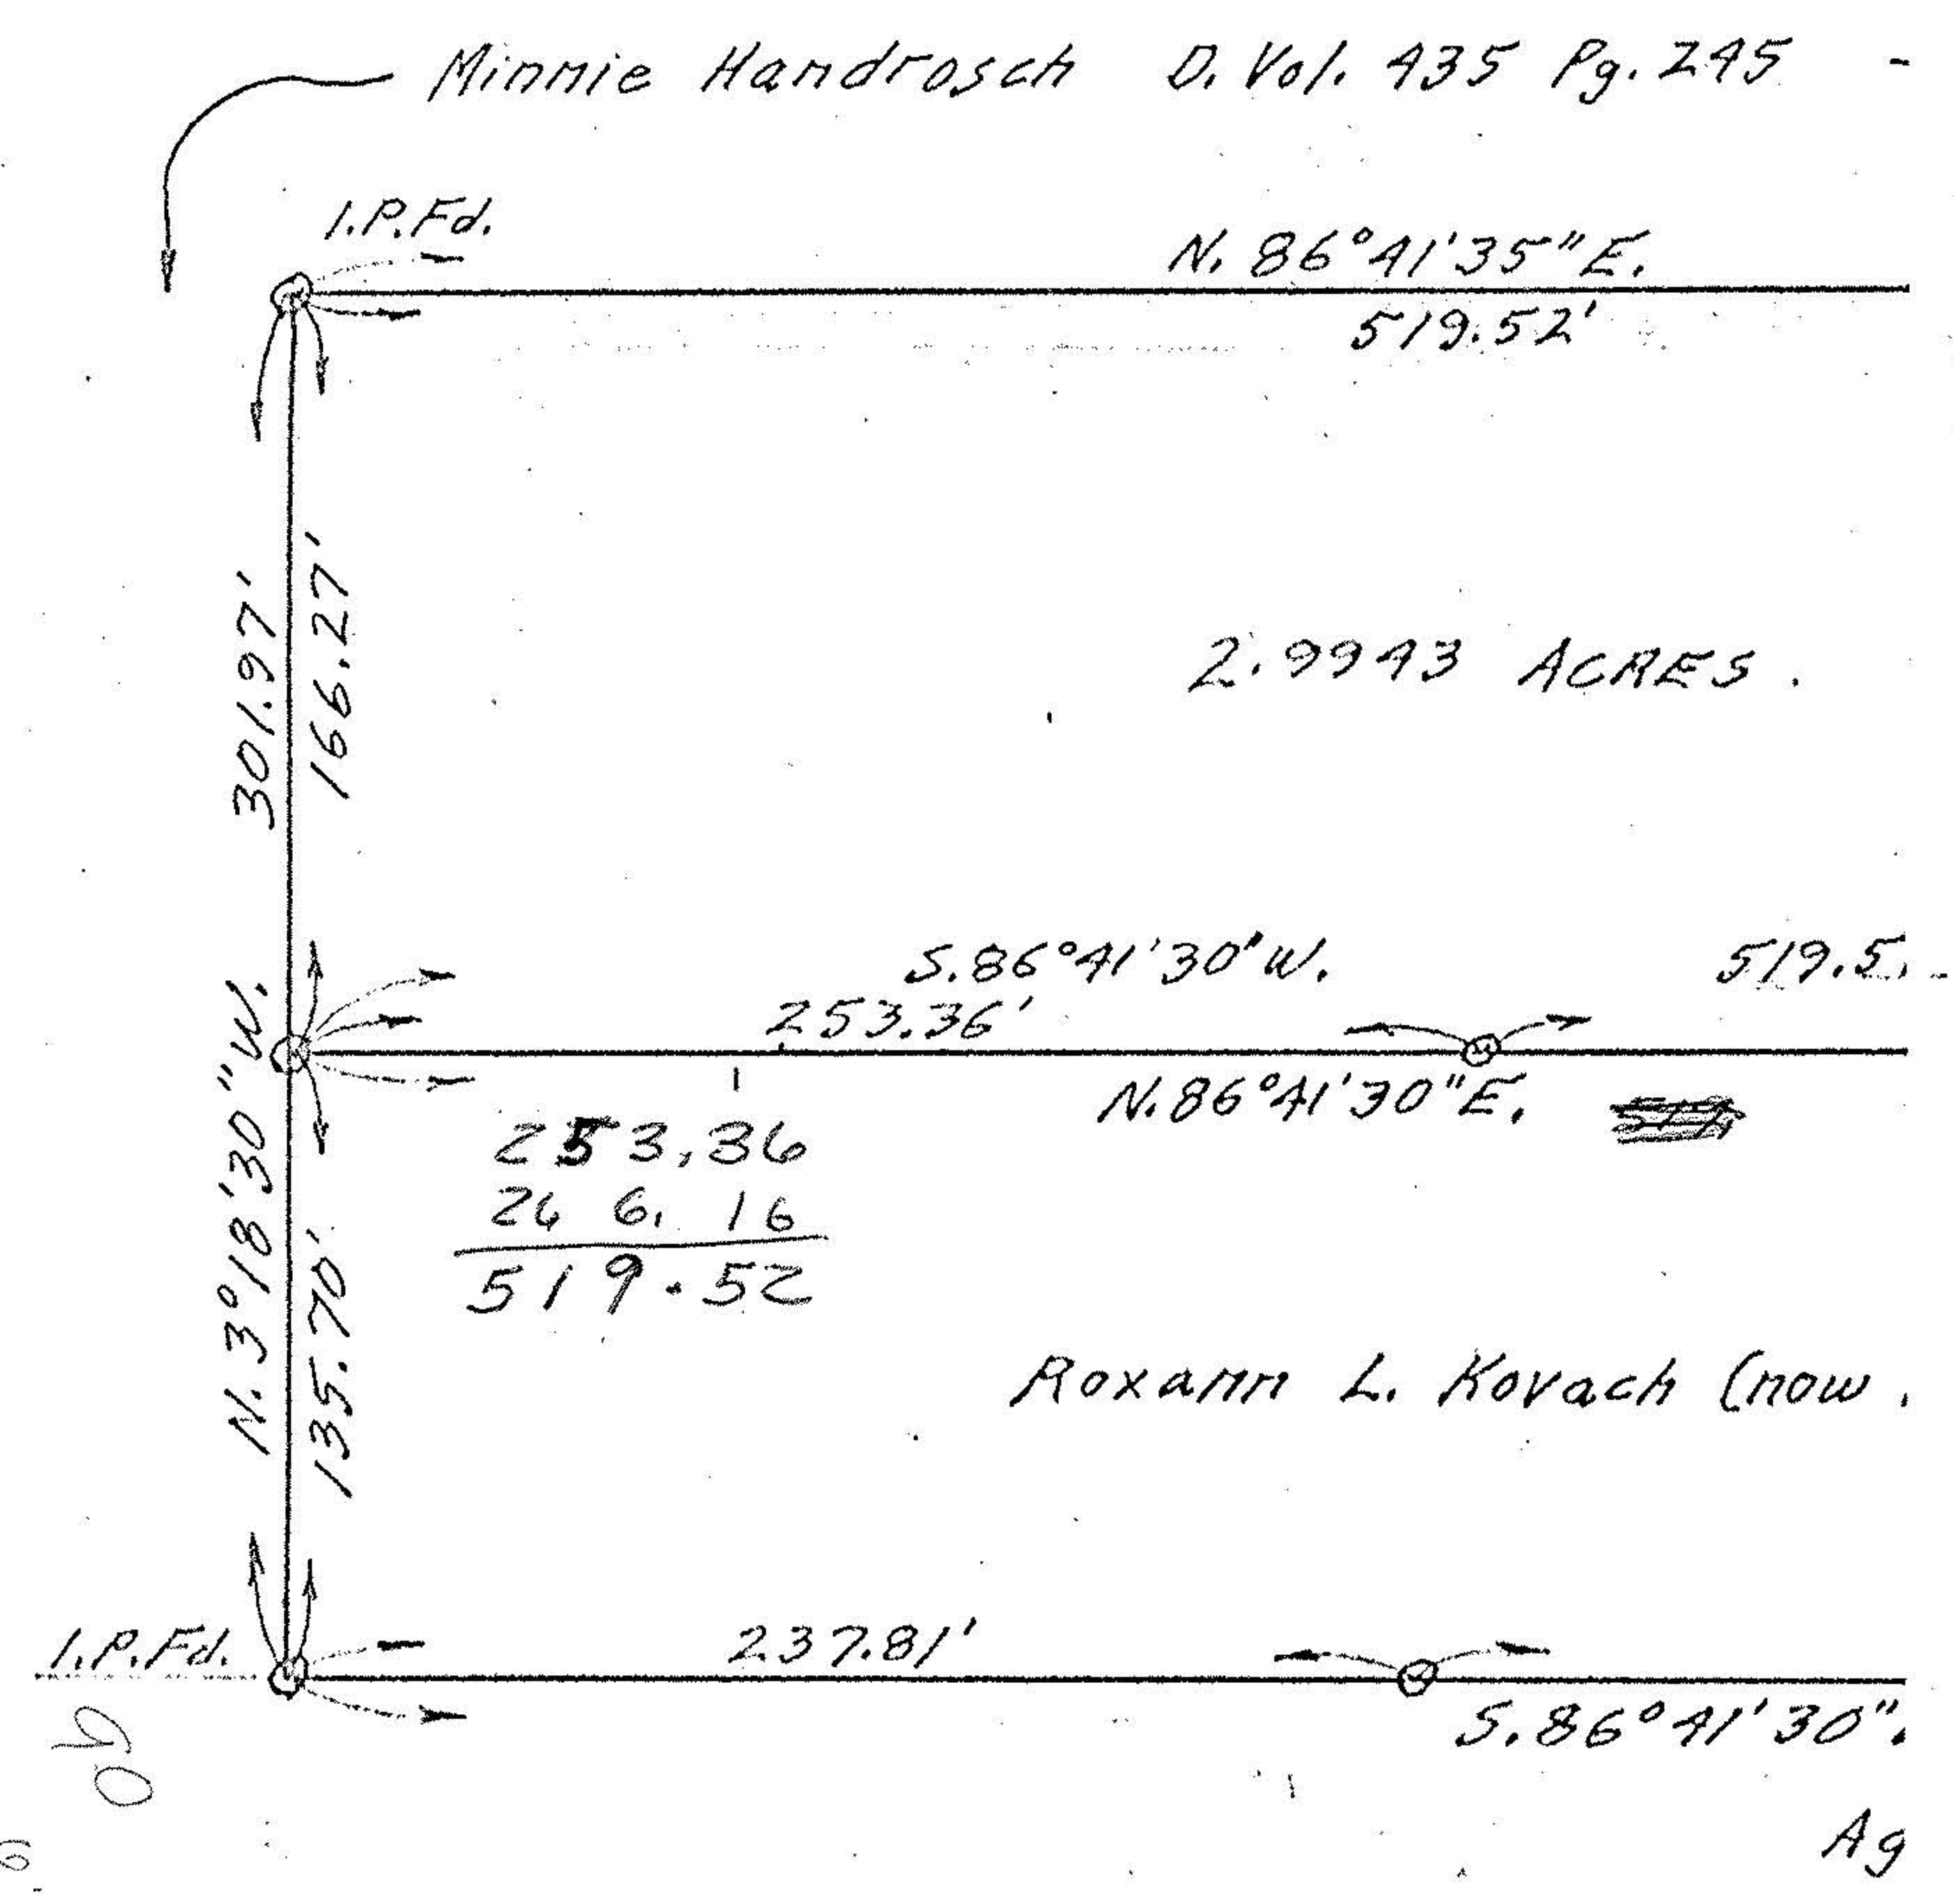 Minnie Handrosch D. Vol. 435 Pg. 245 -
I.P.Fd.
N. 86°41'35" E.
519.52'
301.97'
166.27'
2.9943 ACRES.
S. 86°41'30" W.
519.5
253.36'
N. 86°41'30" E.
N. 3°18'30" W.
135.70'
253.36
266.16
519.52
Roxann L. Kovach (now
I.P.Fd.
237.81'
S. 86°41'30"
Ag